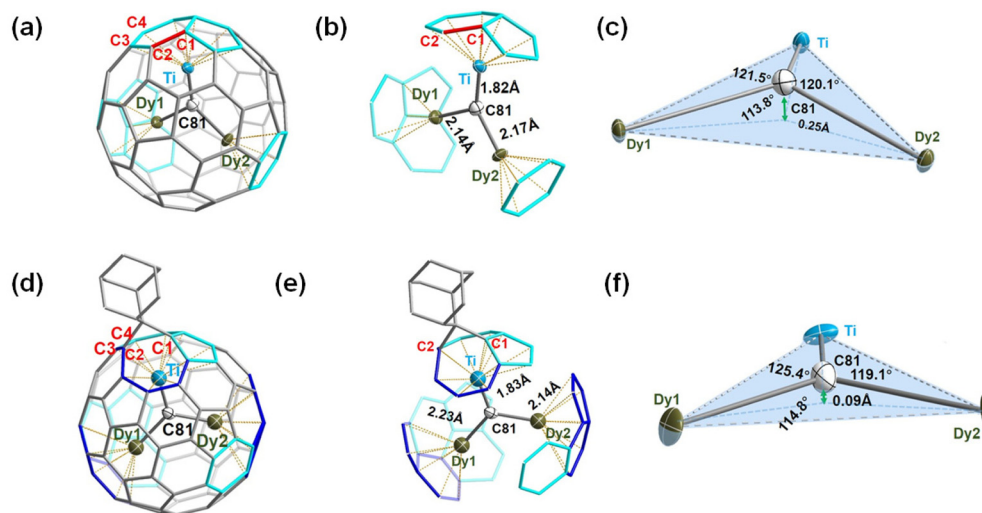 (a)
C4
C3
C1
C2
Ti
Dy1
C81
Dy2
(b)
C2
C1
Ti
1.82Å
Dy1
C81
2.14Å
2.17Å
Dy2
(c)
Ti
121.5°
120.1°
113.8°
C81
0.25Å
Dy1
Dy2
(d)
C4
C3
C2
C1
Ti
C81
Dy1
Dy2
(e)
C2
C1
Ti
1.83Å
2.14Å
2.23Å
C81
Dy2
Dy1
(f)
Ti
C81
125.4°
119.1°
Dy1
0.09Å
114.8°
Dy2